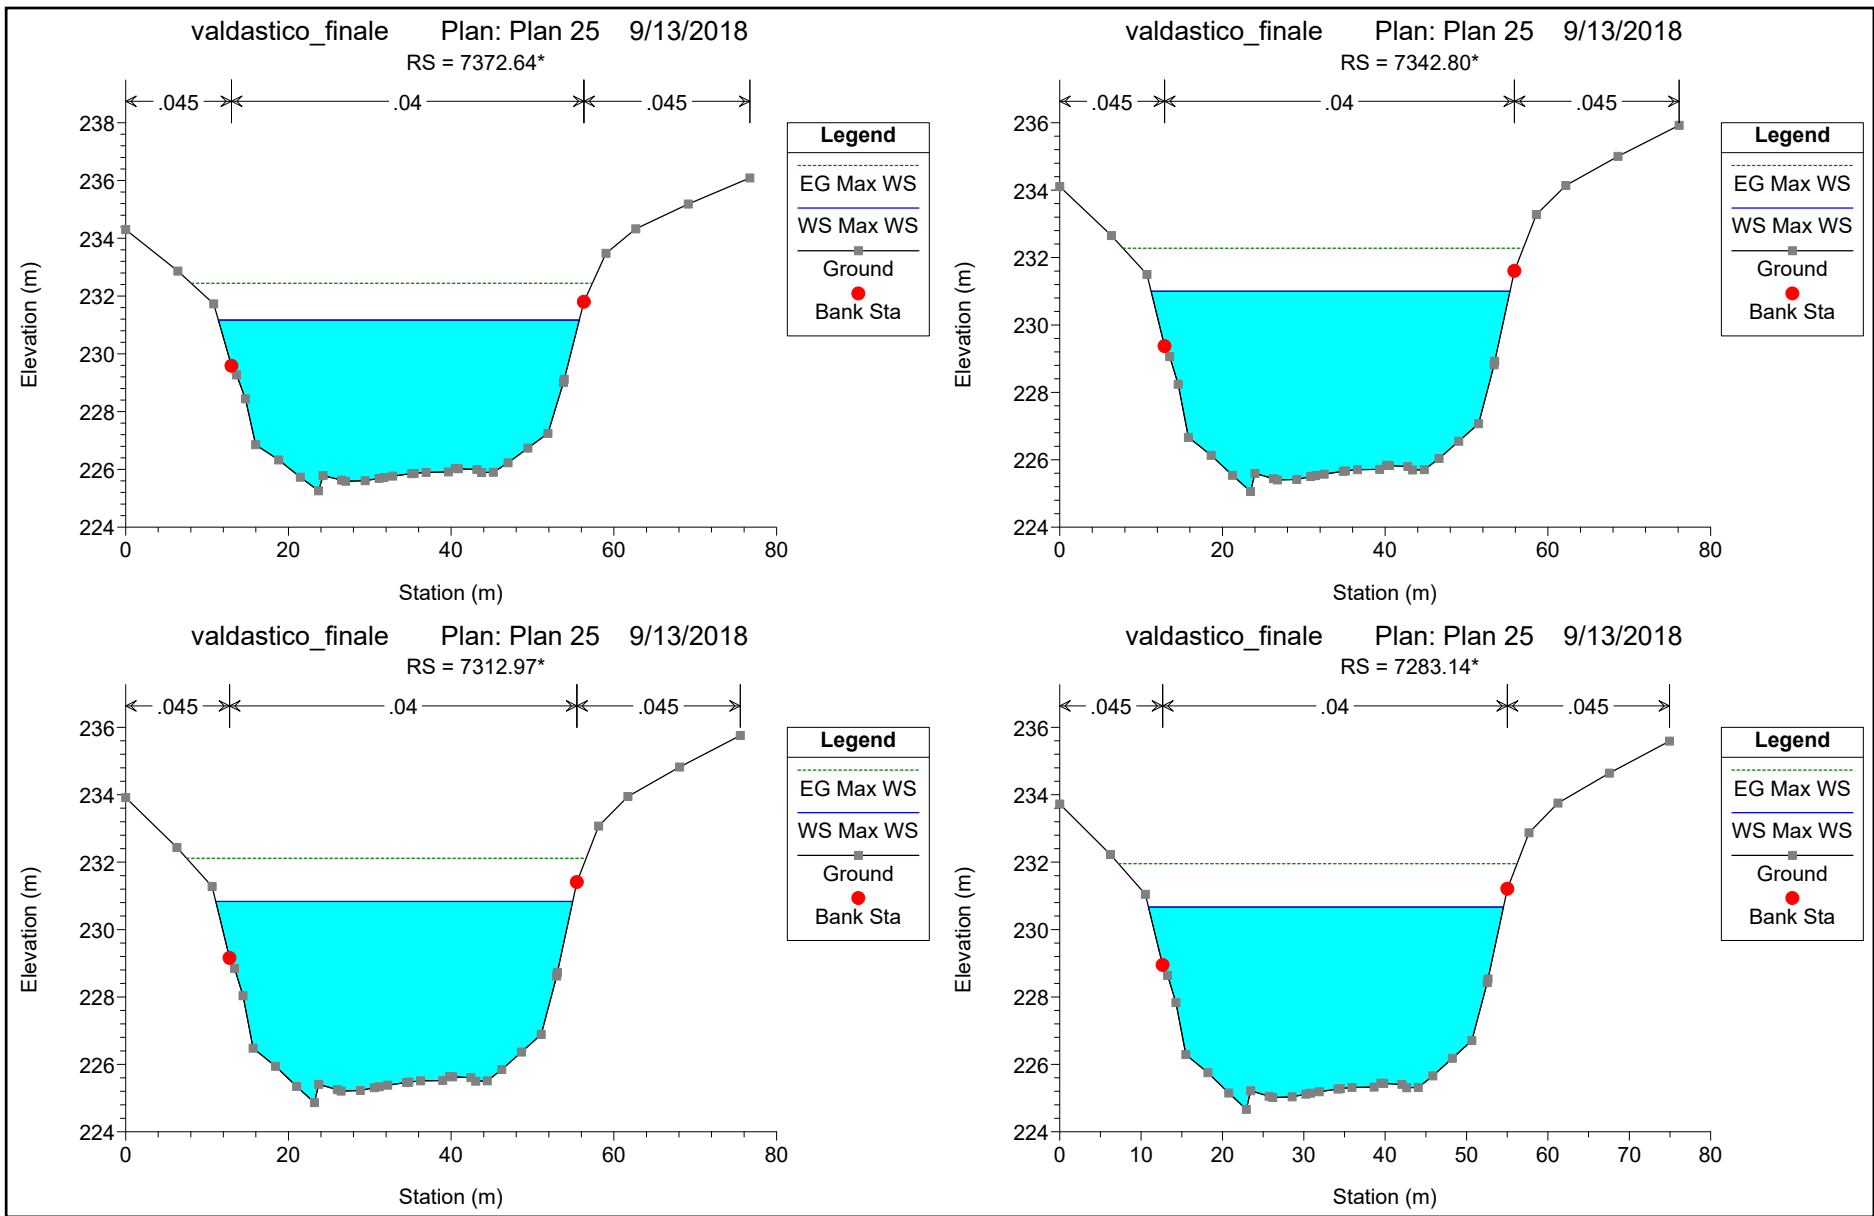 valdastico_finale Plan: Plan 25 9/13/2018
RS = 7372.64*
.045 .04 .045
238
236
234
232
230
228
226
224
0 20 40 60 80
Elevation (m)
Station (m)
Legend
EG Max WS
WS Max WS
Ground
Bank Sta
valdastico_finale Plan: Plan 25 9/13/2018
RS = 7342.80*
.045 .04 .045
236
234
232
230
228
226
224
0 20 40 60 80
Elevation (m)
Station (m)
Legend
EG Max WS
WS Max WS
Ground
Bank Sta
valdastico_finale Plan: Plan 25 9/13/2018
RS = 7312.97*
.045 .04 .045
236
234
232
230
228
226
224
0 20 40 60 80
Elevation (m)
Station (m)
Legend
EG Max WS
WS Max WS
Ground
Bank Sta
valdastico_finale Plan: Plan 25 9/13/2018
RS = 7283.14*
.045 .04 .045
236
234
232
230
228
226
224
0 10 20 30 40 50 60 70 80
Elevation (m)
Station (m)
Legend
EG Max WS
WS Max WS
Ground
Bank Sta